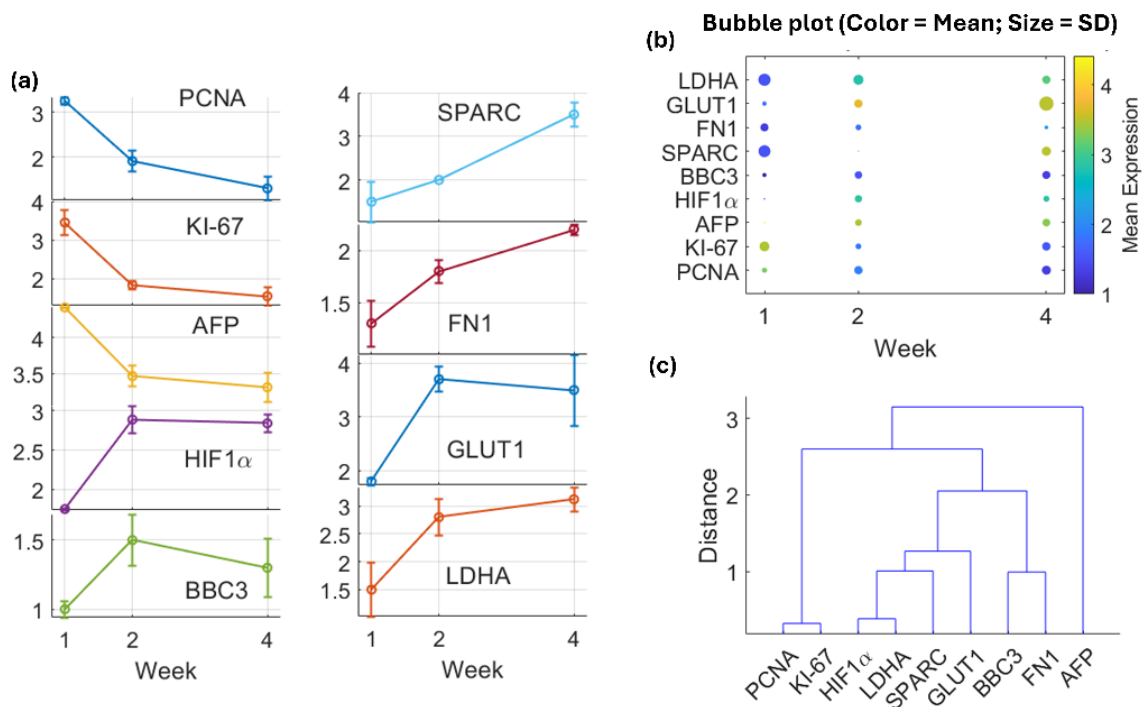 (a)
PCNA
3
2
4
KI-67
3
2
AFP
4
3.5
3
HIF1α
2.5
2
BBC3
1.5
1
1 2 4
Week
SPARC
4
3
2
FN1
2
1.5
GLUT1
4
3
2
LDHA
3
2.5
2
1.5
1 2 4
Week
Bubble plot (Color = Mean; Size = SD)
(b)
LDHA
GLUT1
FN1
SPARC
BBC3
HIF1α
AFP
KI-67
PCNA
1 2 4
Week
4
3
2
1
Mean Expression
(c)
3
2
1
Distance
PCNA
KI-67
HIF1α
LDHA
SPARC
GLUT1
BBC3
FN1
AFP